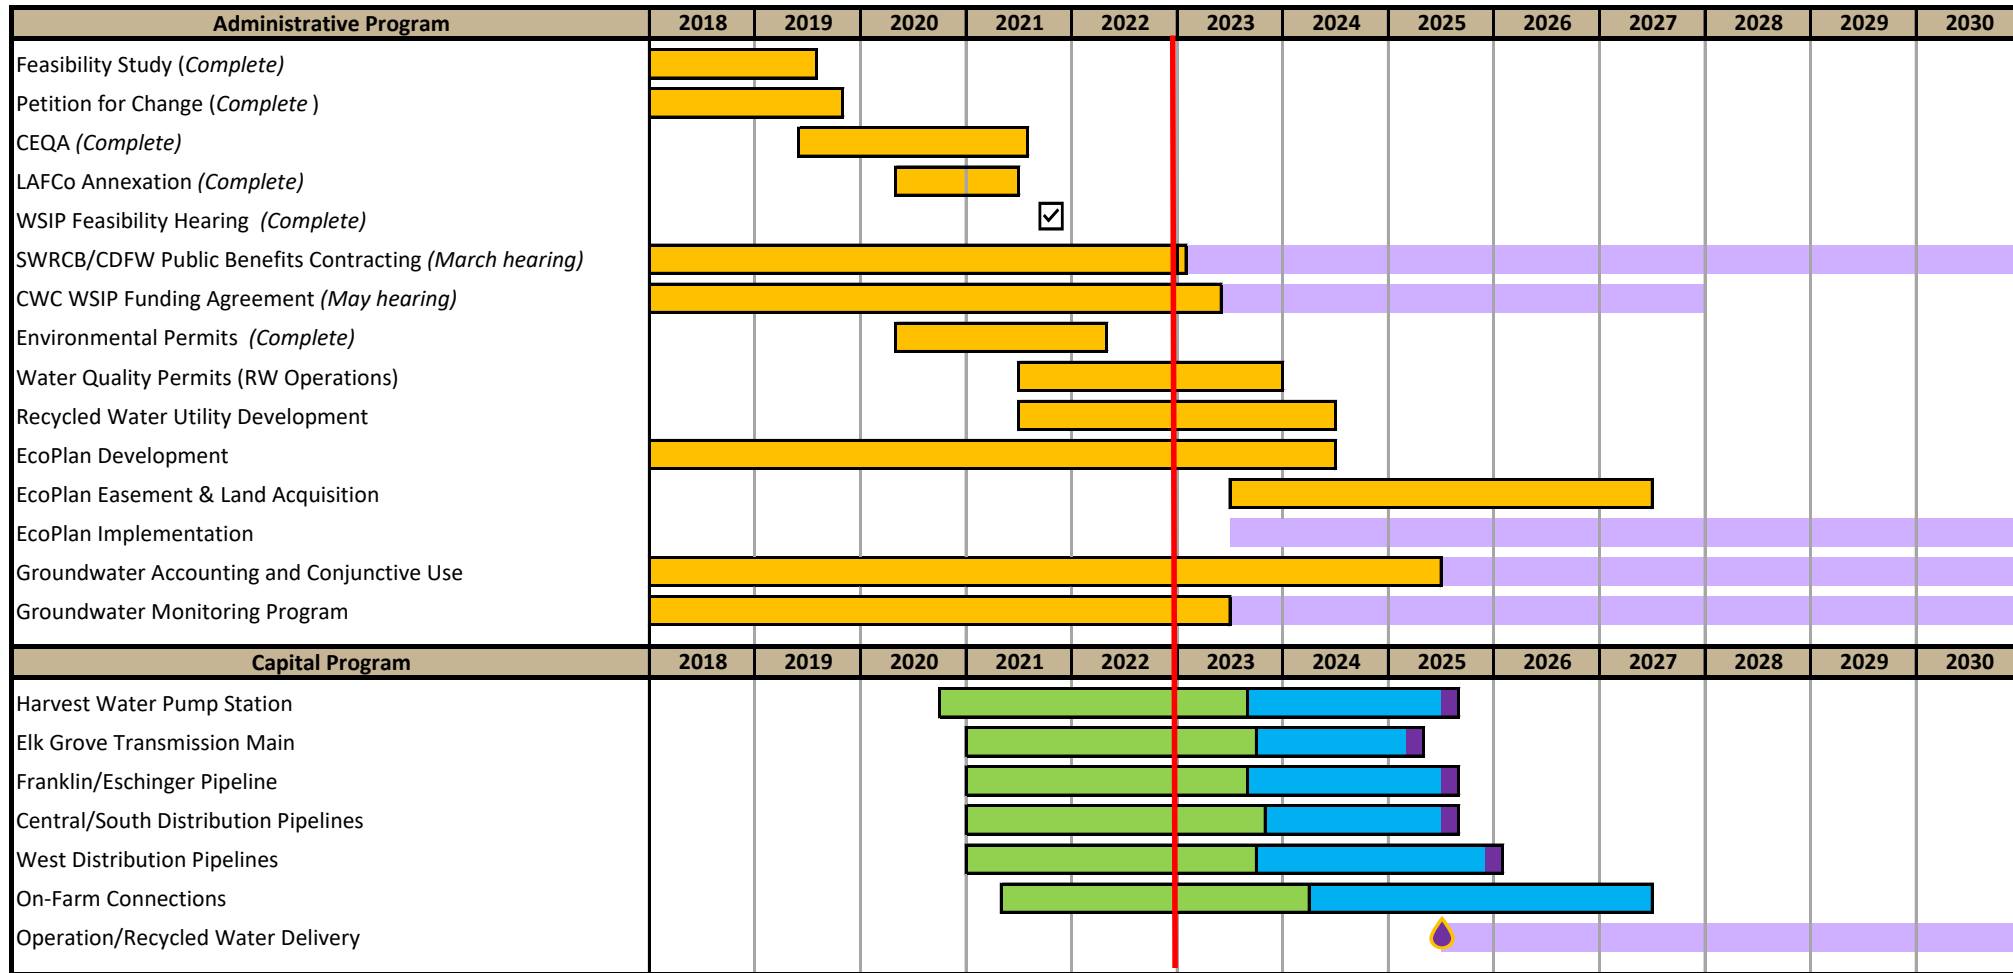 Administrative Program 2018 2019 2020 2021 2022 2023 2024 2025 2026 2027 2028 2029 2030
Feasibility Study (Complete)
Petition for Change (Complete )
CEQA (Complete)
LAFCo Annexation (Complete)
WSIP Feasibility Hearing (Complete)
SWRCB/CDFW Public Benefits Contracting (March hearing)
CWC WSIP Funding Agreement (May hearing)
Environmental Permits (Complete)
Water Quality Permits (RW Operations)
Recycled Water Utility Development
EcoPlan Development
EcoPlan Easement & Land Acquisition
EcoPlan Implementation
Groundwater Accounting and Conjunctive Use
Groundwater Monitoring Program
Capital Program 2018 2019 2020 2021 2022 2023 2024 2025 2026 2027 2028 2029 2030
Harvest Water Pump Station
Elk Grove Transmission Main
Franklin/Eschinger Pipeline
Central/South Distribution Pipelines
West Distribution Pipelines
On-Farm Connections
Operation/Recycled Water Delivery